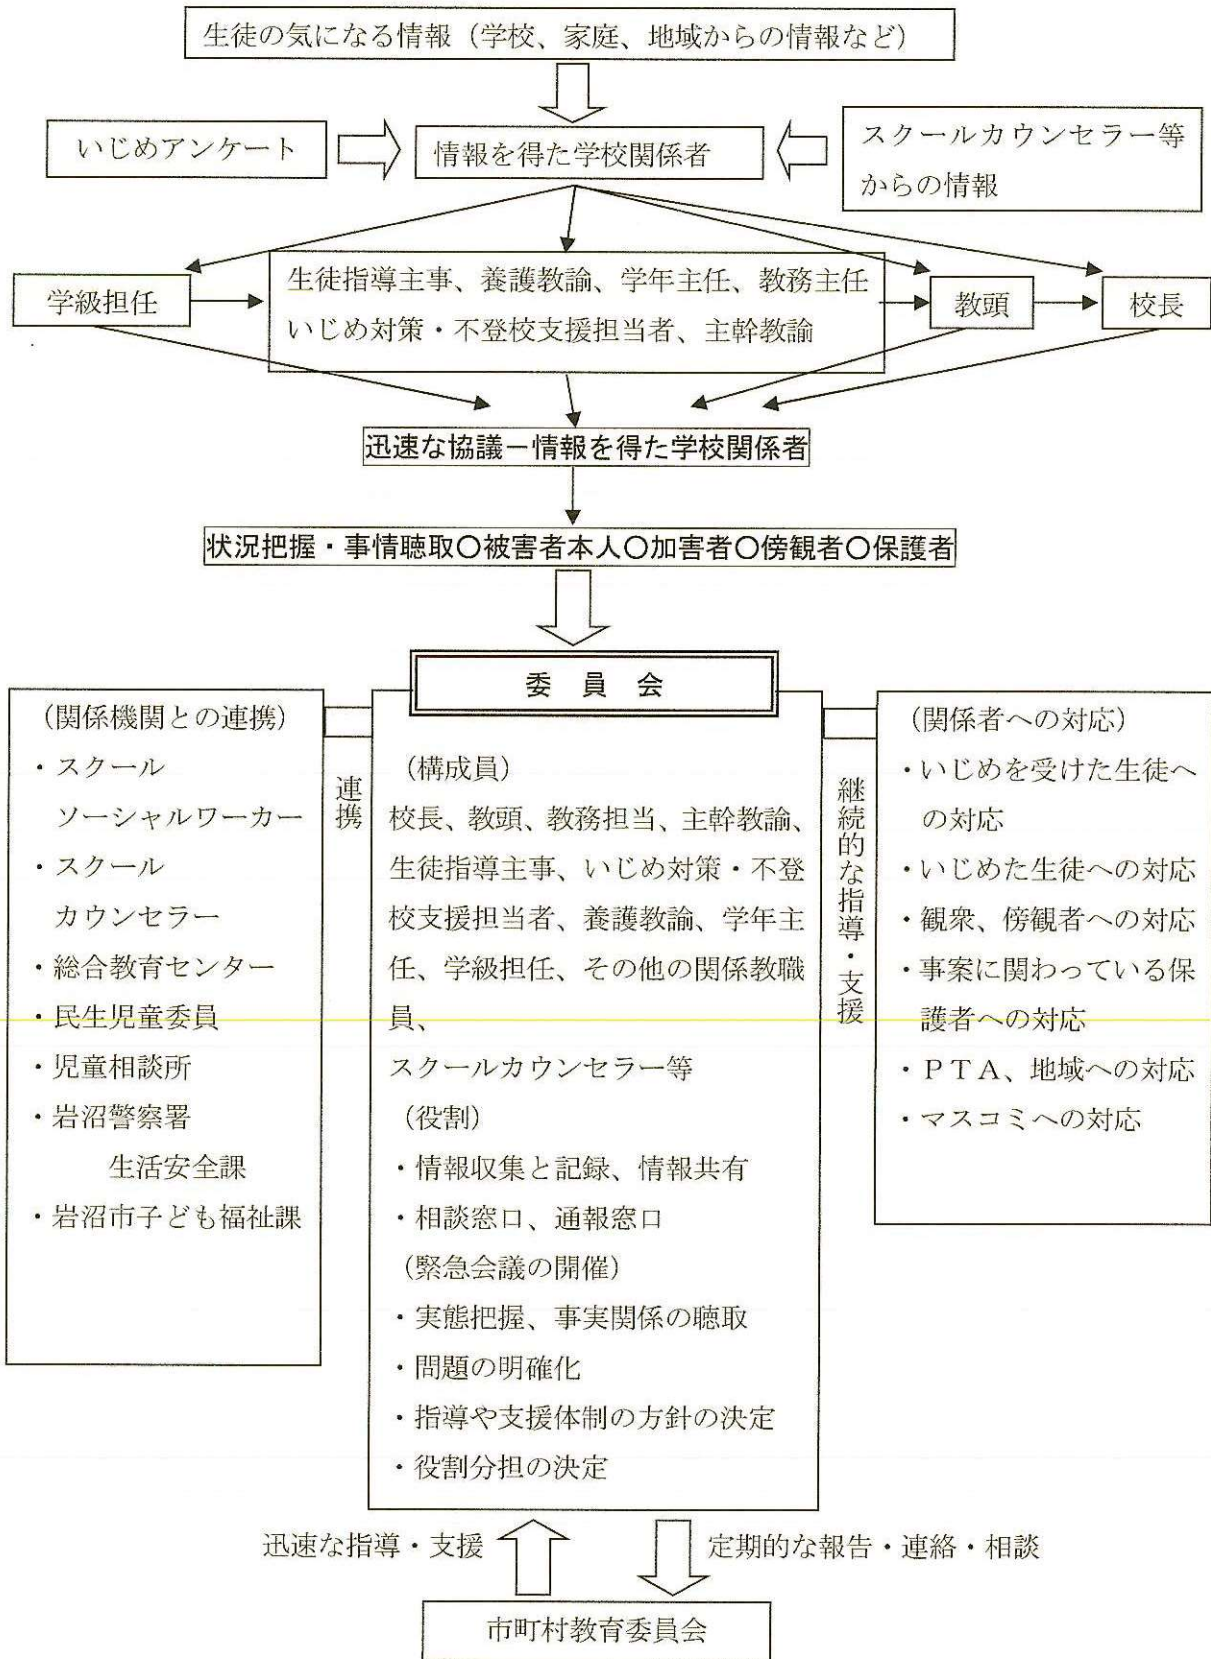 生徒の気になる情報（学校、家庭、地域からの情報など）
いじめアンケート
情報を得た学校関係者
スクールカウンセラー等
からの情報
学級担任
生徒指導主事、養護教諭、学年主任、教務主任
いじめ対策・不登校支援担当者、主幹教諭
教頭
校長
迅速な協議－情報を得た学校関係者
状況把握・事情聴取〇被害者本人〇加害者〇傍観者〇保護者
委　員　会
（関係機関との連携）
・スクール
ソーシャルワーカー
・スクール
カウンセラー
・総合教育センター
・民生児童委員
・児童相談所
・岩沼警察署
生活安全課
・岩沼市子ども福祉課
連携
（構成員）
校長、教頭、教務担当、主幹教諭、
生徒指導主事、いじめ対策・不登
校支援担当者、養護教諭、学年主
任、学級担任、その他の関係教職
員、
スクールカウンセラー等
（役割）
・情報収集と記録、情報共有
・相談窓口、通報窓口
（緊急会議の開催）
・実態把握、事実関係の聴取
・問題の明確化
・指導や支援体制の方針の決定
・役割分担の決定
継続的な指導・支援
（関係者への対応）
・いじめを受けた生徒へ
の対応
・いじめた生徒への対応
・観衆、傍観者への対応
・事案に関わっている保
護者への対応
・ＰＴＡ、地域への対応
・マスコミへの対応
迅速な指導・支援
定期的な報告・連絡・相談
市町村教育委員会